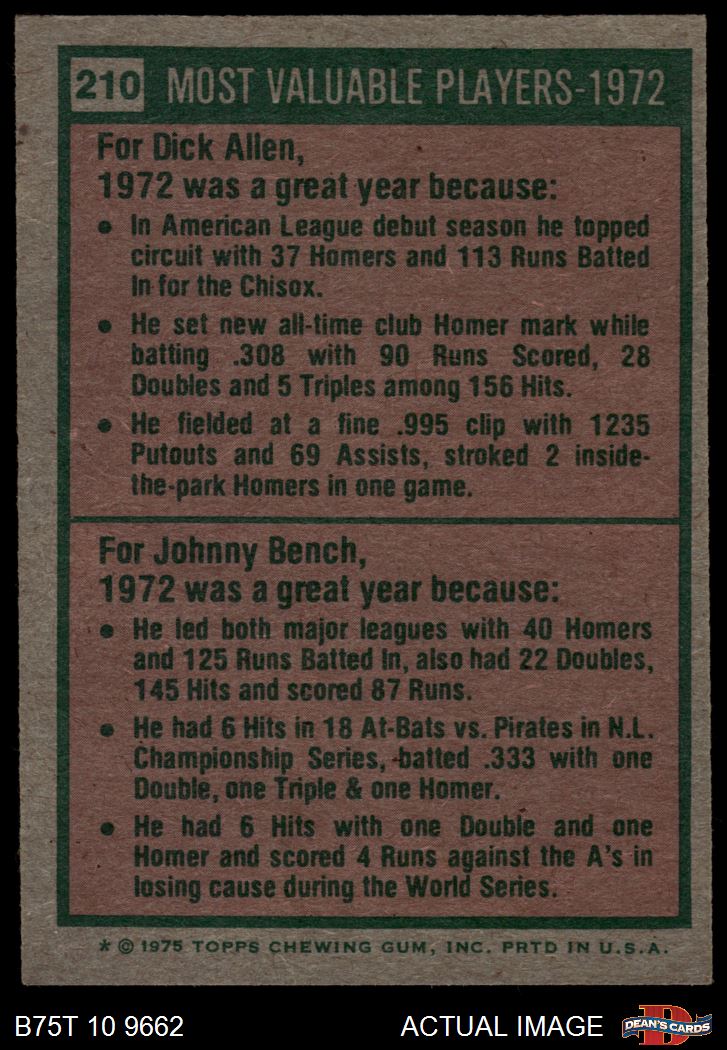 210 MOST VALUABLE PLAYERS-1972
For Dick Allen,
1972 was a great year because:
• In American League debut season he topped
circuit with 37 Homers and 113 Runs Batted
In for the Chisox.
• He set new all-time club Homer mark while
batting .308 with 90 Runs Scored, 28
Doubles and 5 Triples among 156 Hits.
• He fielded at a fine .995 clip with 1235
Putouts and 69 Assists, stroked 2 inside-
the-park Homers in one game.
For Johnny Bench,
1972 was a great year because:
• He led both major leagues with 40 Homers
and 125 Runs Batted In, also had 22 Doubles,
145 Hits and scored 87 Runs.
• He had 6 Hits in 18 At-Bats vs. Pirates in N.L.
Championship Series, batted .333 with one
Double, one Triple & one Homer.
• He had 6 Hits with one Double and one
Homer and scored 4 Runs against the A's in
losing cause during the World Series.
* © 1975 TOPPS CHEWING GUM, INC. PRTD IN U.S.A.
B75T 10 9662 ACTUAL IMAGE DEAN'S CARDS